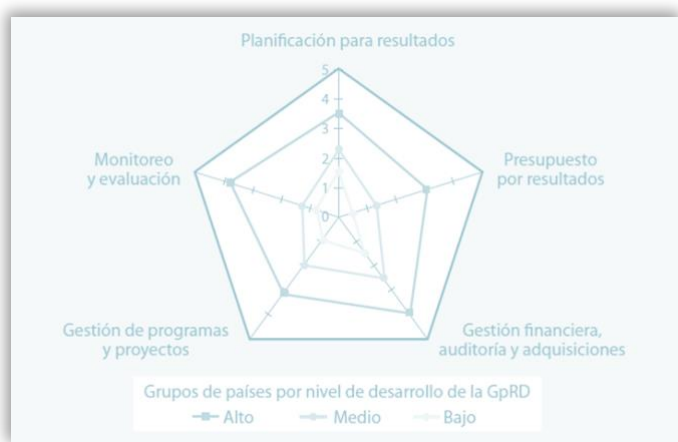 Planificación para resultados
5
4
3
2
1
0
Monitoreo
y evaluación
Presupuesto
por resultados
Gestión de programas
y proyectos
Gestión financiera,
auditoría y adquisiciones
Grupos de países por nivel de desarrollo de la GpRD
Alto Medio Bajo